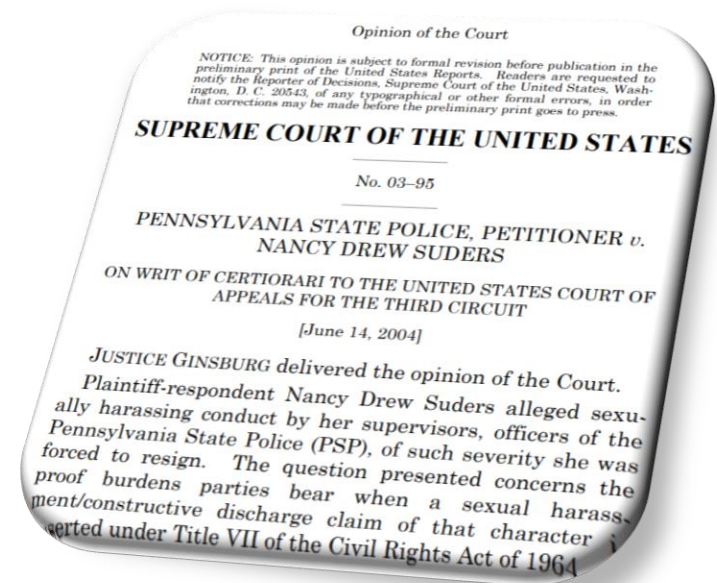 Opinion of the Court
NOTICE: This opinion is subject to formal revision before publication in the
preliminary print of the United States Reports. Readers are requested to
notify the Reporter of Decisions, Supreme Court of the United States, Wash-
ington, D. C. 20543, of any typographical or other formal errors, in order
that corrections may be made before the preliminary print goes to press.
SUPREME COURT OF THE UNITED STATES
No. 03–95
PENNSYLVANIA STATE POLICE, PETITIONER v.
NANCY DREW SUDERS
ON WRIT OF CERTIORARI TO THE UNITED STATES COURT OF
APPEALS FOR THE THIRD CIRCUIT
[June 14, 2004]
JUSTICE GINSBURG delivered the opinion of the Court.
Plaintiff-respondent Nancy Drew Suders alleged sexu-
ally harassing conduct by her supervisors, officers of the
Pennsylvania State Police (PSP), of such severity she was
forced to resign. The question presented concerns the
proof burdens parties bear when a sexual harass-
ment/constructive discharge claim of that character
serted under Title VII of the Civil Rights Act of 1964